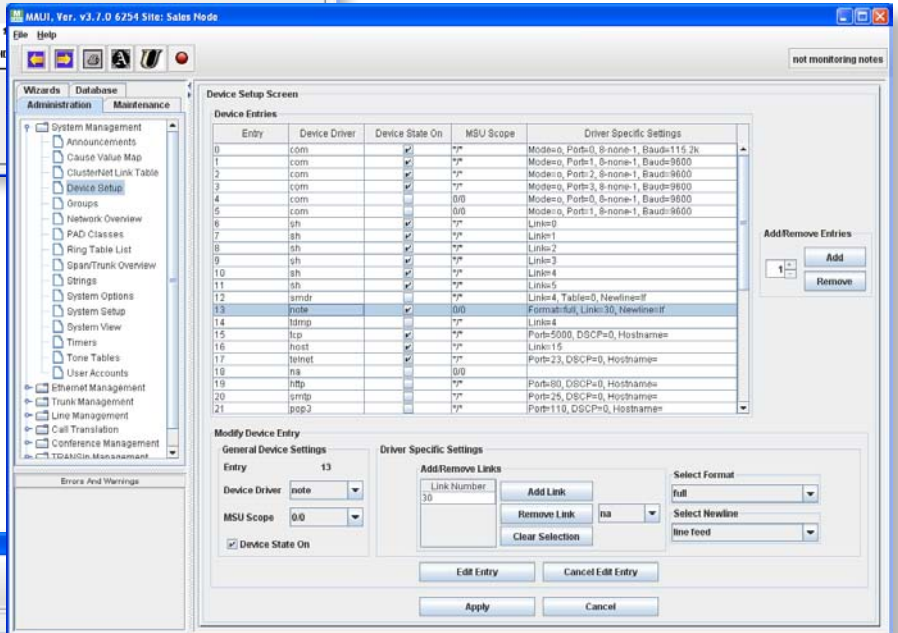 MAUI, Ver. v3.7.0 6254 Site: Sales Node
File Help
not monitoring notes
Wizards Database
Administration Maintenance
System Management
Announcements
Cause Value Map
ClusterNet Link Table
Device Setup
Groups
Network Overview
PAD Classes
Ring Table List
Span/Trunk Overview
Strings
System Options
System Setup
System View
Timers
Tone Tables
User Accounts
Ethernet Management
Trunk Management
Line Management
Call Translation
Conference Management
TRANSip Management
Errors And Warnings
Device Setup Screen
Device Entries
Entry Device Driver Device State On MSU Scope Driver Specific Settings
0 com */* Mode=o, Port=0, 8-none-1, Baud=115.2k
1 com */* Mode=o, Port=1, 8-none-1, Baud=9600
2 com */* Mode=o, Port=2, 8-none-1, Baud=9600
3 com */* Mode=o, Port=3, 8-none-1, Baud=9600
4 com 0/0 Mode=o, Port=0, 8-none-1, Baud=9600
5 com 0/0 Mode=o, Port=1, 8-none-1, Baud=9600
6 sh */* Link=0
7 sh */* Link=1
8 sh */* Link=2
9 sh */* Link=3
10 sh */* Link=4
11 sh */* Link=5
12 smdr */* Link=4, Table=0, Newline=lf
13 note 0/0 Format=full, Link=30, Newline=lf
14 tdmp */* Link=4
15 tcp */* Port=5000, DSCP=0, Hostname=
16 host */* Link=15
17 telnet */* Port=23, DSCP=0, Hostname=
18 na 0/0
19 http */* Port=80, DSCP=0, Hostname=
20 smtp */* Port=25, DSCP=0, Hostname=
21 pop3 */* Port=110, DSCP=0, Hostname=
Add/Remove Entries
1 Add
Remove
Modify Device Entry
General Device Settings
Entry 13
Device Driver note
MSU Scope 0/0
Device State On
Driver Specific Settings
Add/Remove Links
Link Number
30
Add Link
Remove Link na
Clear Selection
Select Format
full
Select Newline
line feed
Edit Entry Cancel Edit Entry
Apply Cancel